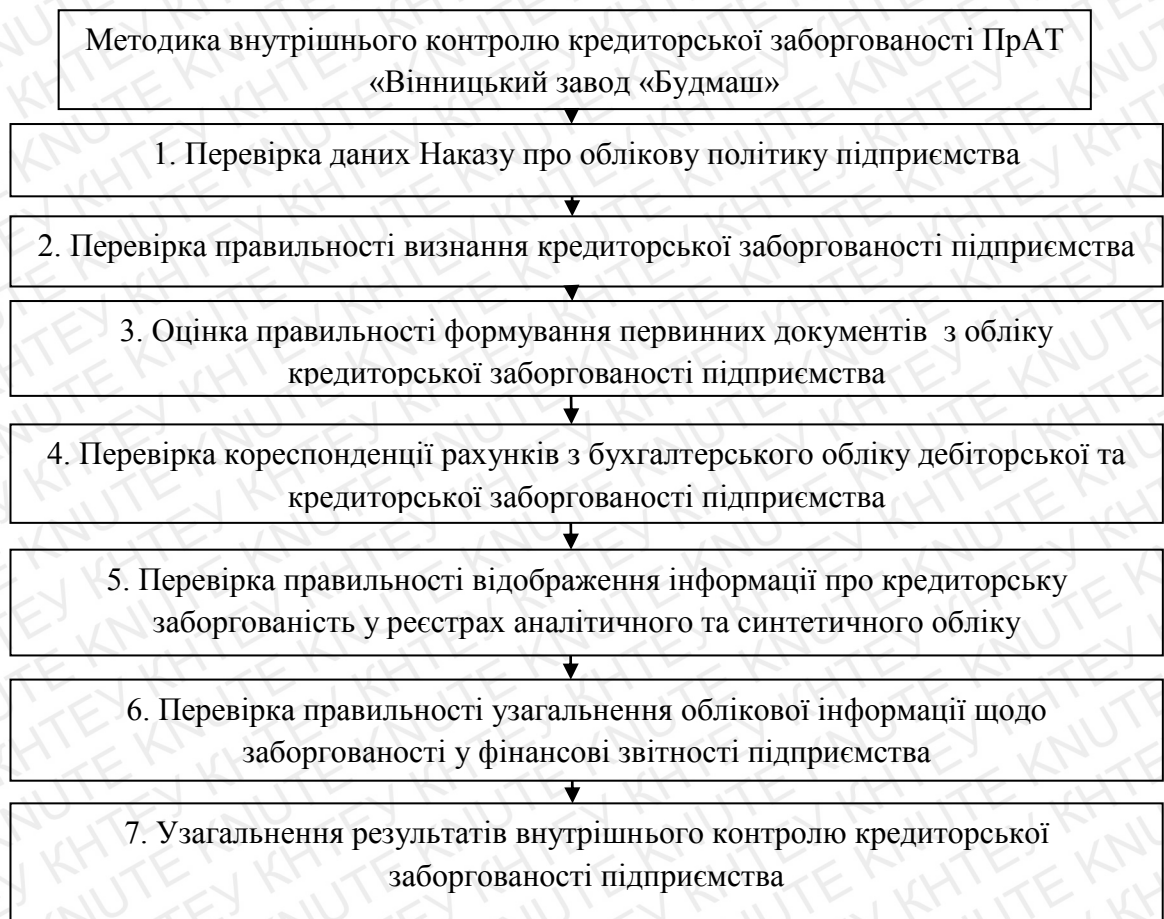 Методика внутрішнього контролю кредиторської заборгованості ПрАТ
«Вінницький завод «Будмаш»
1. Перевірка даних Наказу про облікову політику підприємства
2. Перевірка правильності визнання кредиторської заборгованості підприємства
3. Оцінка правильності формування первинних документів з обліку
кредиторської заборгованості підприємства
4. Перевірка кореспонденції рахунків з бухгалтерського обліку дебіторської та
кредиторської заборгованості підприємства
5. Перевірка правильності відображення інформації про кредиторську
заборгованість у реєстрах аналітичного та синтетичного обліку
6. Перевірка правильності узагальнення облікової інформації щодо
заборгованості у фінансові звітності підприємства
7. Узагальнення результатів внутрішнього контролю кредиторської
заборгованості підприємства